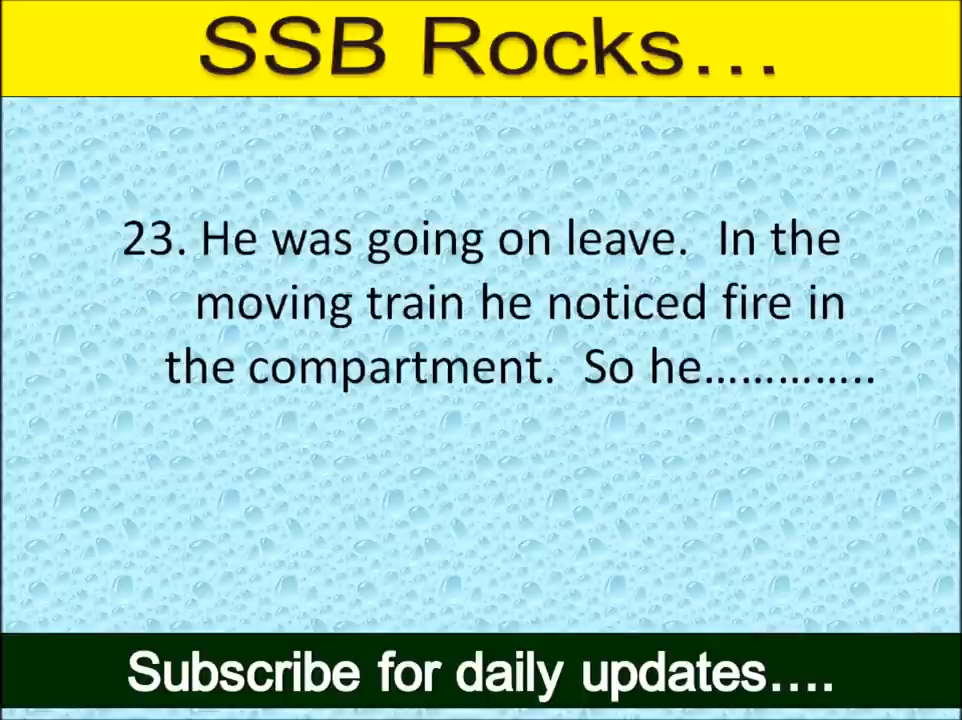 SSB Rocks...
23. He was going on leave. In the
moving train he noticed fire in
the compartment. So he…………..
Subscribe for daily updates….